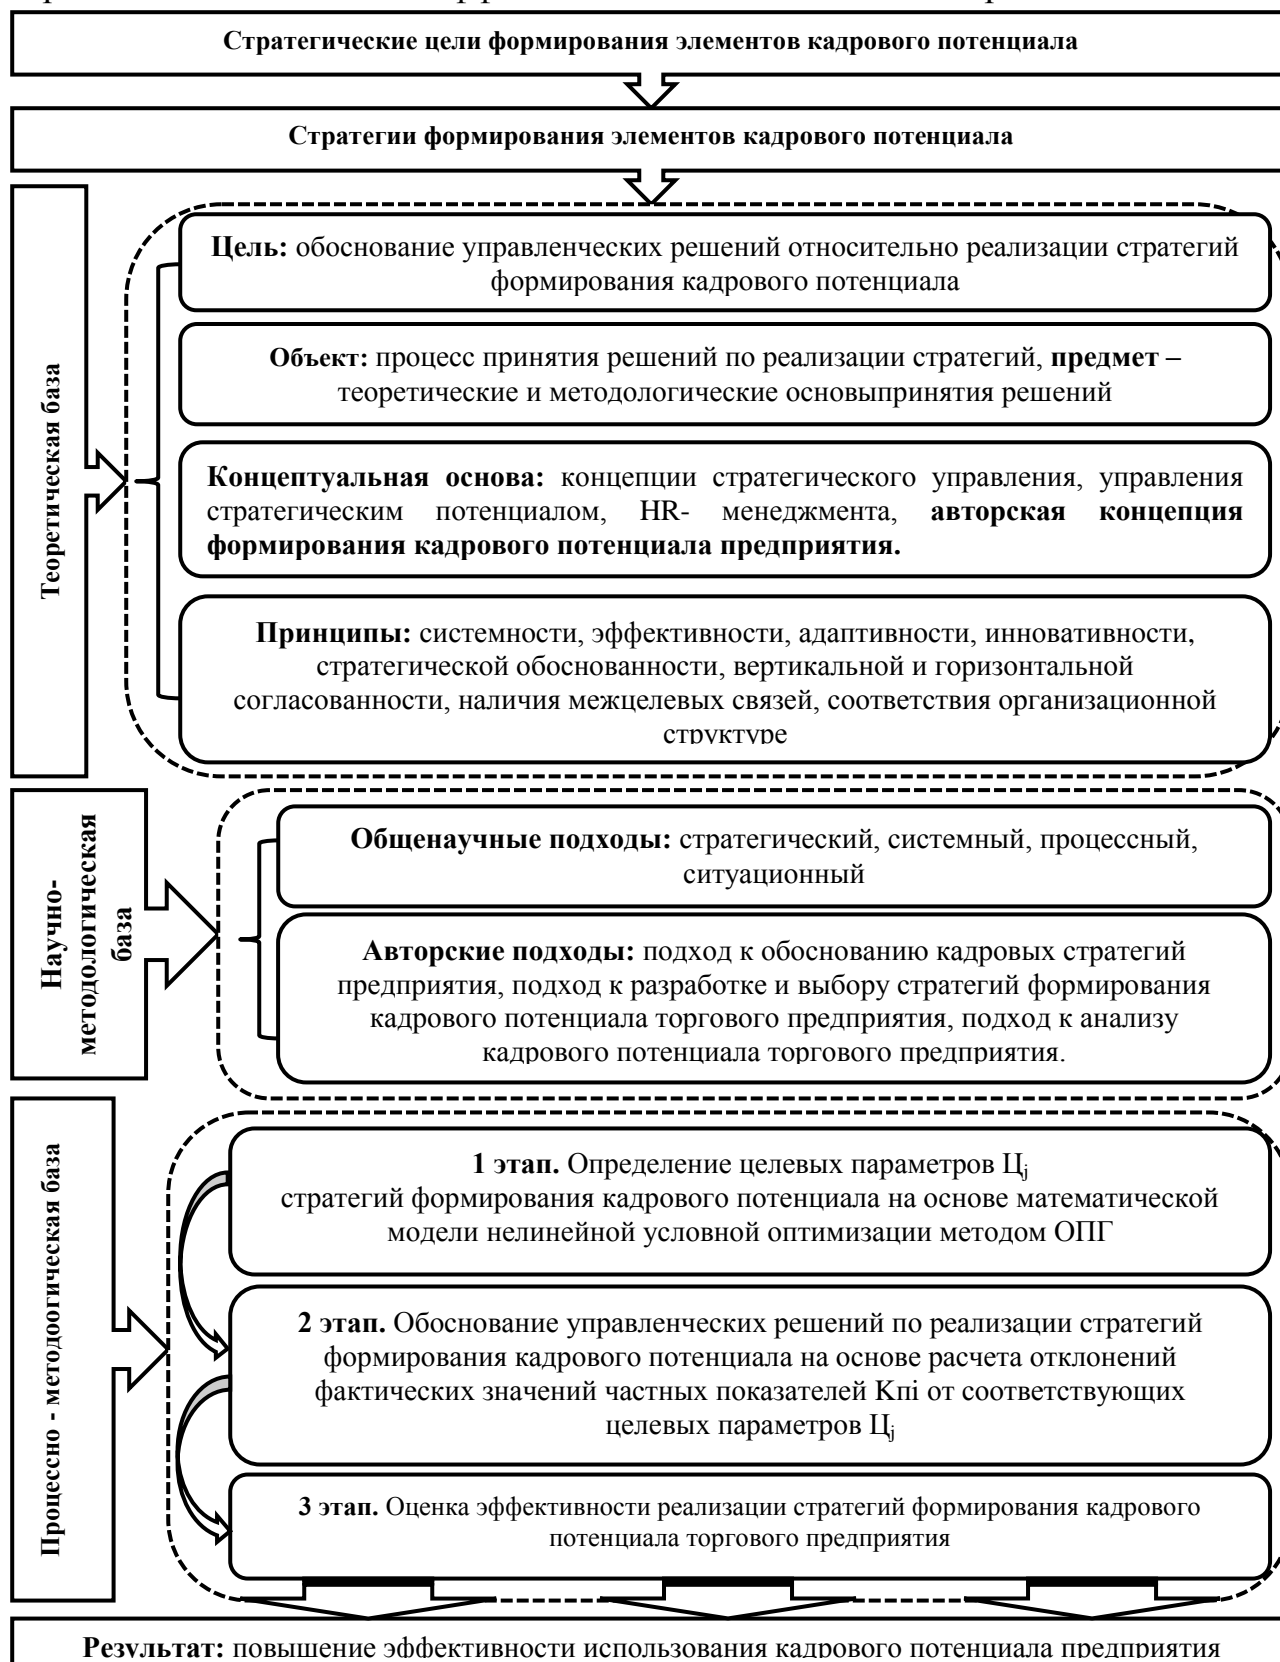 Стратегические цели формирования элементов кадрового потенциала
Стратегии формирования элементов кадрового потенциала
Теоретическая база
Цель: обоснование управленческих решений относительно реализации стратегий
формирования кадрового потенциала
Объект: процесс принятия решений по реализации стратегий, предмет –
теоретические и методологические основыпринятия решений
Концептуальная основа: концепции стратегического управления, управления
стратегическим потенциалом, HR- менеджмента, авторская концепция
формирования кадрового потенциала предприятия.
Принципы: системности, эффективности, адаптивности, инновативности,
стратегической обоснованности, вертикальной и горизонтальной
согласованности, наличия межцелевых связей, соответствия организационной
структуре
Научно-
методологическая
база
Общенаучные подходы: стратегический, системный, процессный,
ситуационный
Авторские подходы: подход к обоснованию кадровых стратегий
предприятия, подход к разработке и выбору стратегий формирования
кадрового потенциала торгового предприятия, подход к анализу
кадрового потенциала торгового предприятия.
Процессно - методоогическая база
1 этап. Определение целевых параметров Цj
стратегий формирования кадрового потенциала на основе математической
модели нелинейной условной оптимизации методом ОПГ
2 этап. Обоснование управленческих решений по реализации стратегий
формирования кадрового потенциала на основе расчета отклонений
фактических значений частных показателей Kпi от соответствующих
целевых параметров Цj
3 этап. Оценка эффективности реализации стратегий формирования кадрового
потенциала торгового предприятия
Результат: повышение эффективности использования кадрового потенциала предприятия